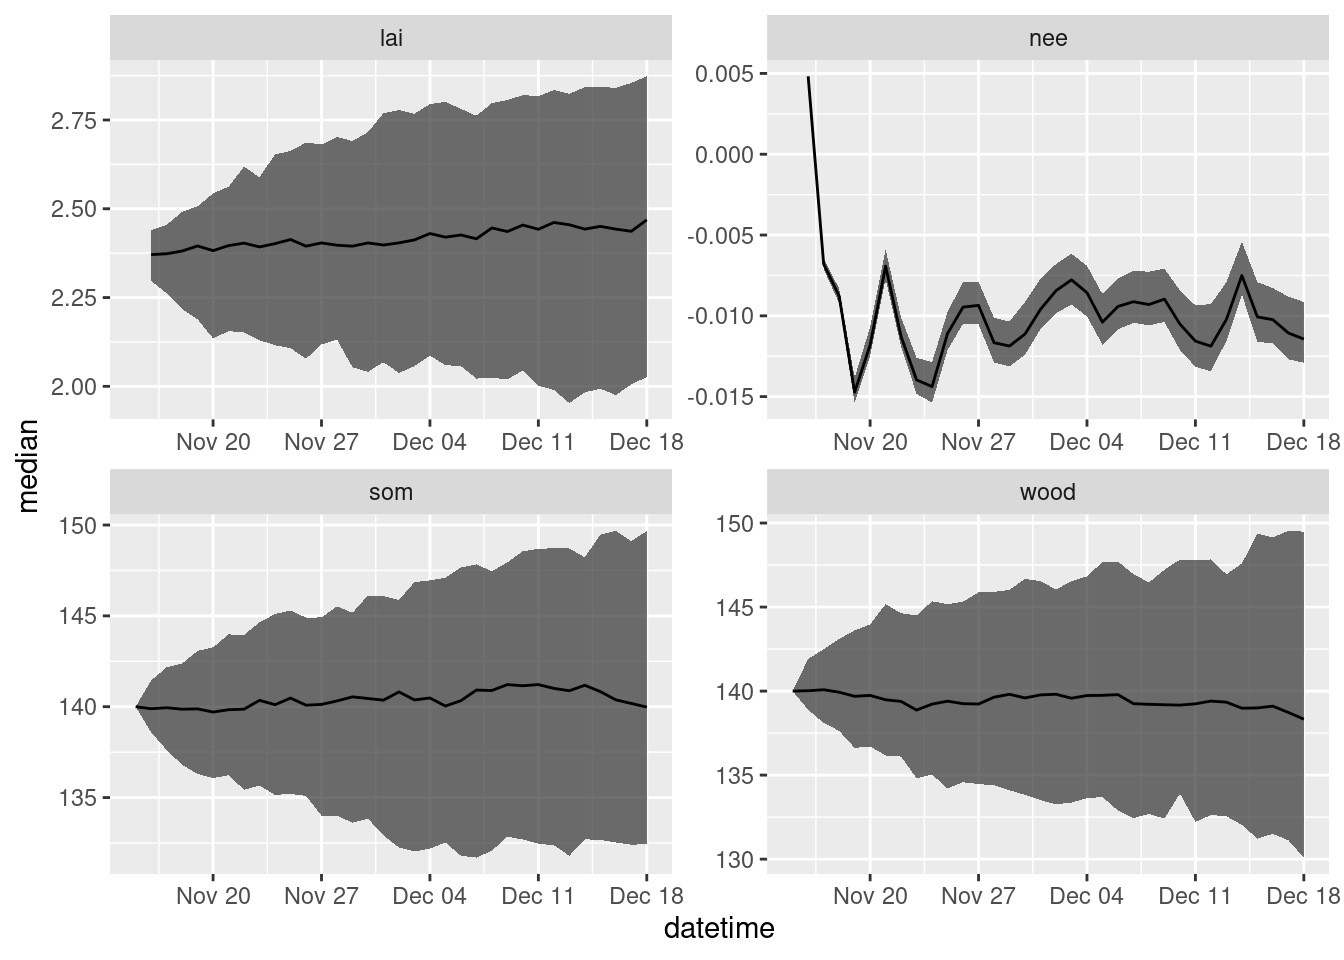 lai
nee
2.75
2.50
2.25
2.00
0.005
0.000
-0.005
-0.010
-0.015
Nov 20 Nov 27 Dec 04 Dec 11 Dec 18
Nov 20 Nov 27 Dec 04 Dec 11 Dec 18
median
som
wood
150
145
140
135
150
145
140
135
130
Nov 20 Nov 27 Dec 04 Dec 11 Dec 18
Nov 20 Nov 27 Dec 04 Dec 11 Dec 18
datetime